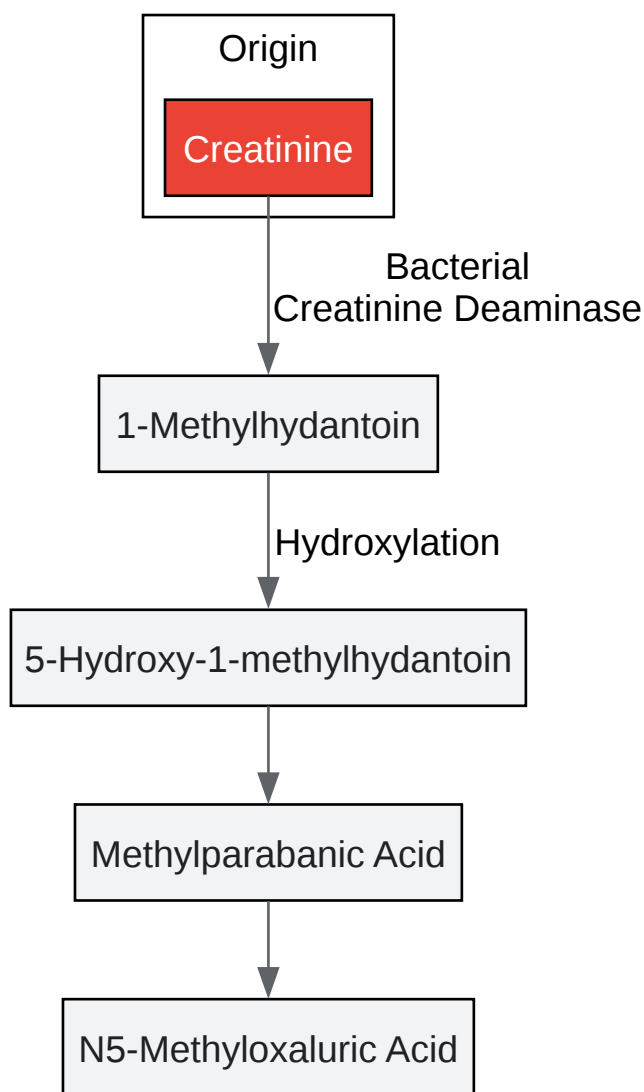 Origin
Creatinine
Bacterial
Creatinine Deaminase
1-Methylhydantoin
Hydroxylation
5-Hydroxy-1-methylhydantoin
Methylparabanic Acid
N5-Methyloxaluric Acid